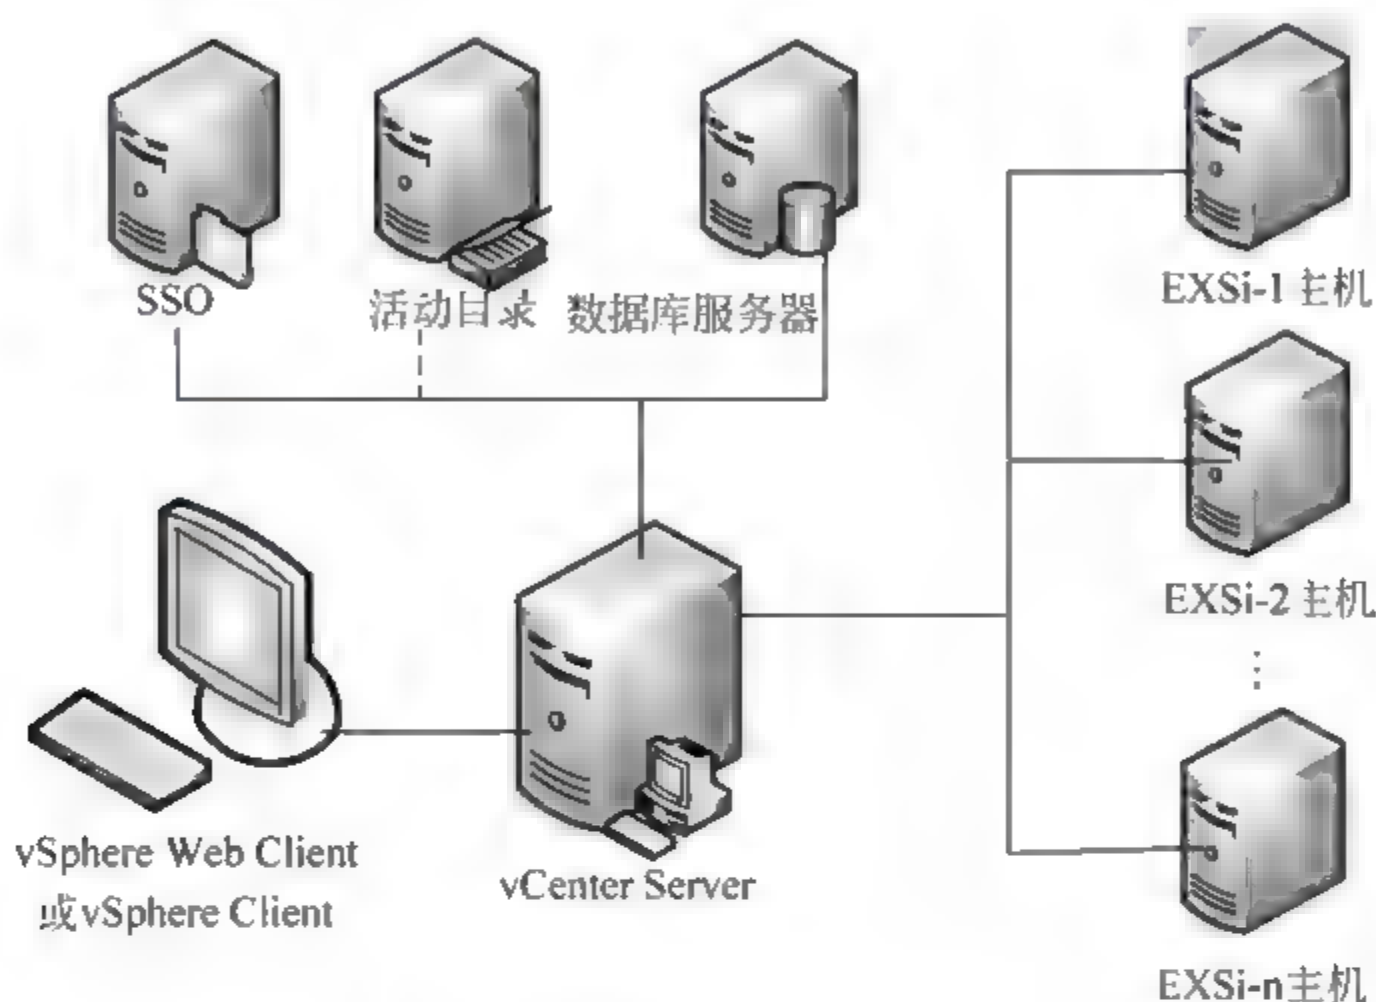 SSO
活动目录
数据库服务器
EXSi-1 主机
EXSi-2 主机
vSphere Web Client
或vSphere Client
vCenter Server
EXSi-n主机